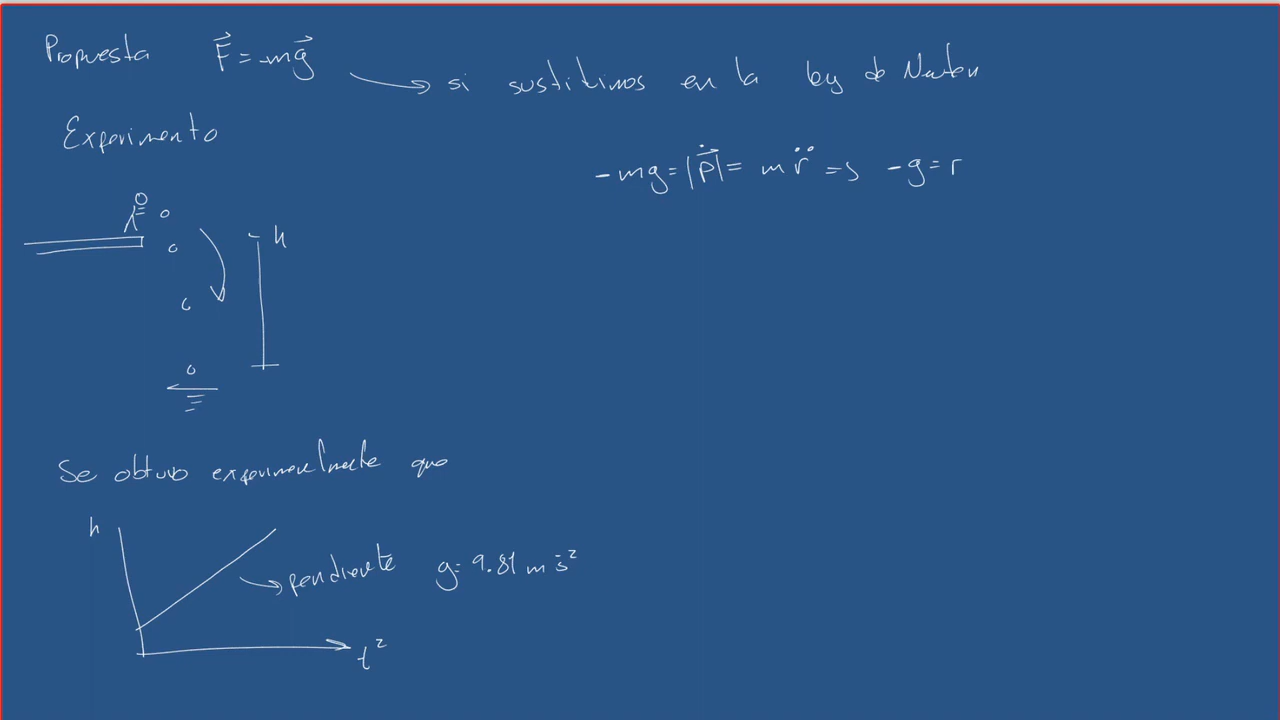 Propuesta F⃗ = -mg⃗
si sustituimos en la ley de Newton
Experimento
-mg = |p⃗̇| = m r̈ => -g = r
h
Se obtuvo experimentalmente que
h
pendiente g = 9.81 m s̄²
t²